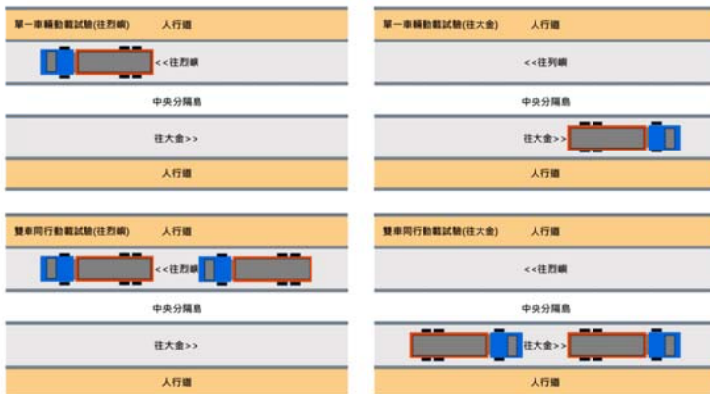 單一車輛動載試驗(往烈嶼) 人行道
<<往烈嶼
中央分隔島
往大金>>
人行道
單一車輛動載試驗(往大金) 人行道
<<往列嶼
中央分隔島
往大金>>
人行道
雙車同行動載試驗(往烈嶼) 人行道
<<往烈嶼
中央分隔島
往大金>>
人行道
雙車同行動載試驗(往大金) 人行道
<<往烈嶼
中央分隔島
往大金>>
人行道